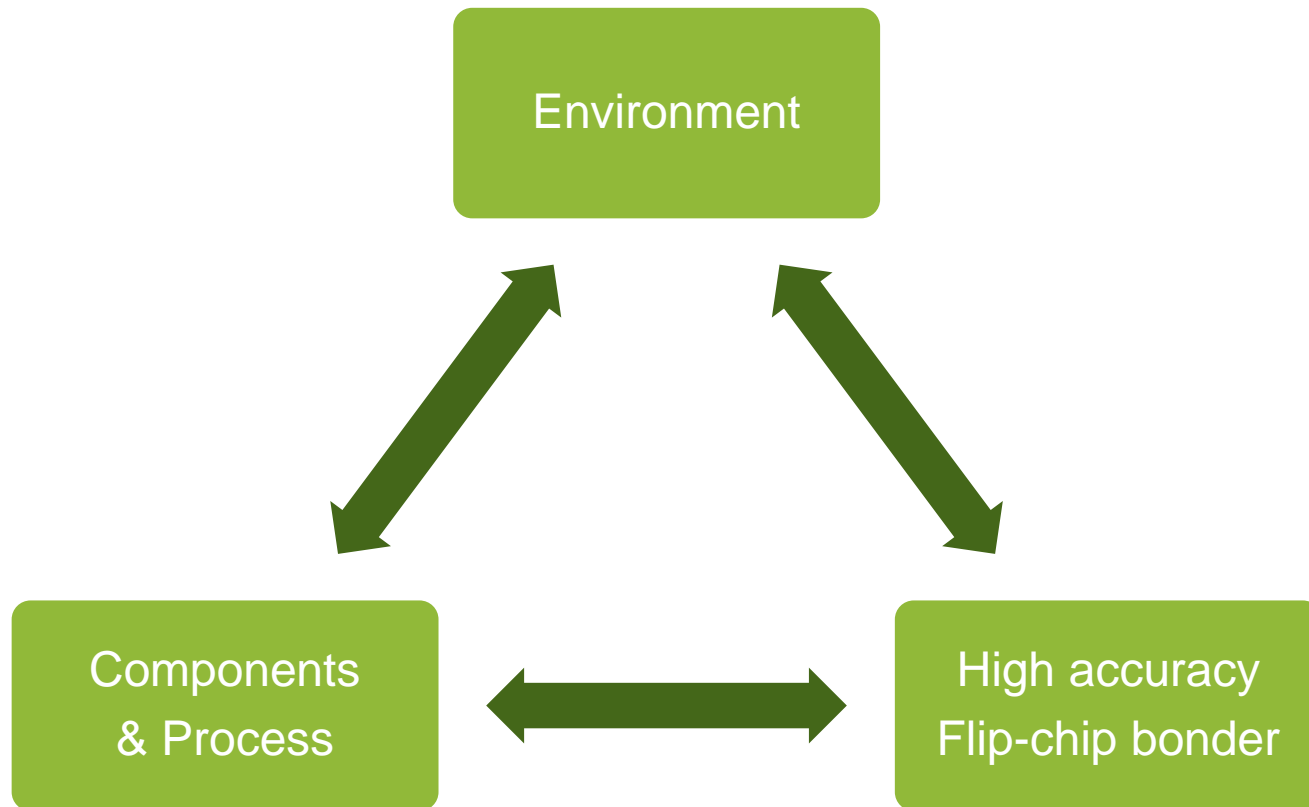 Environment
Components
& Process
High accuracy
Flip-chip bonder